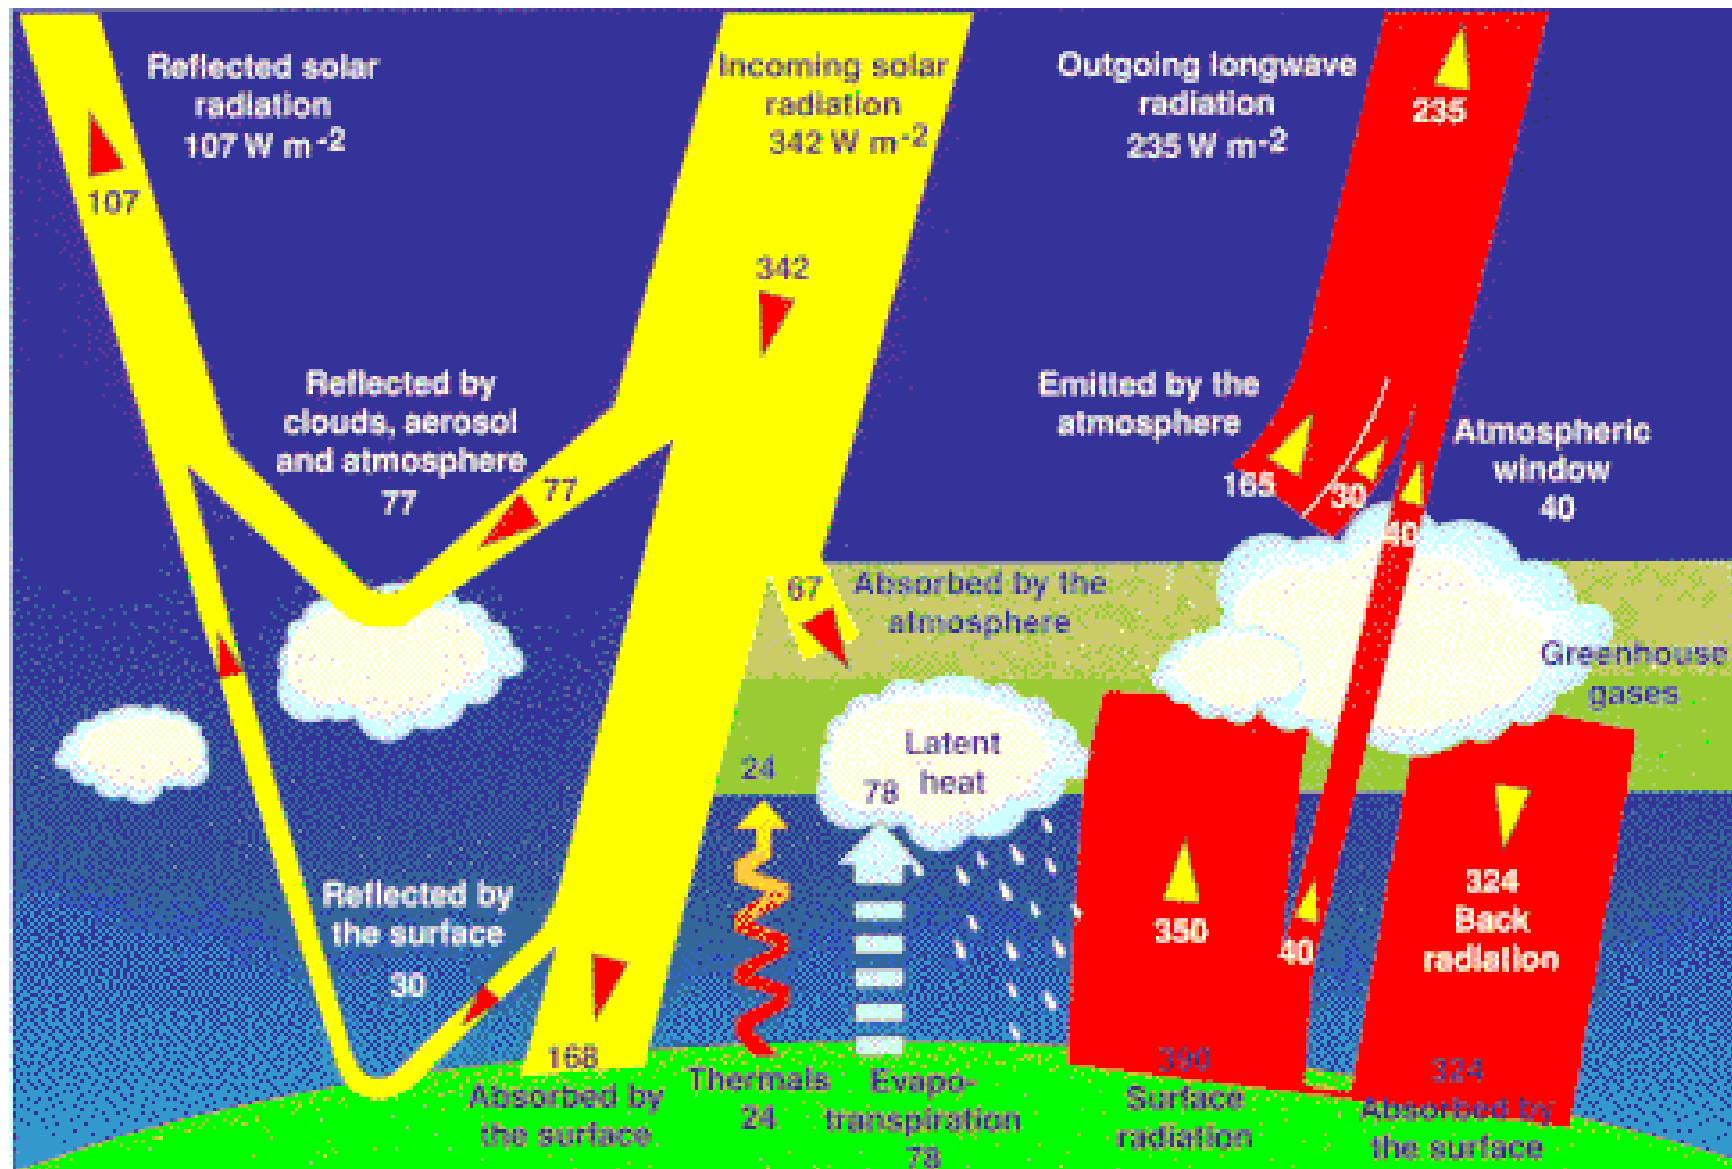 Reflected solar
radiation
107 W m-2
107
Incoming solar
radiation
342 W m-2
342
Outgoing longwave
radiation
235 W m-2
235
Reflected by
clouds, aerosol
and atmosphere
77
77
Emitted by the
atmosphere
165
30
40
Atmospheric
window
40
67
Absorbed by the
atmosphere
Greenhouse
gases
Latent
heat
78
24
350
40
324
Back
radiation
Reflected by
the surface
30
168
Absorbed by
the surface
Thermals
24
Evapo-
transpiration
78
390
Surface
radiation
324
Absorbed by
the surface